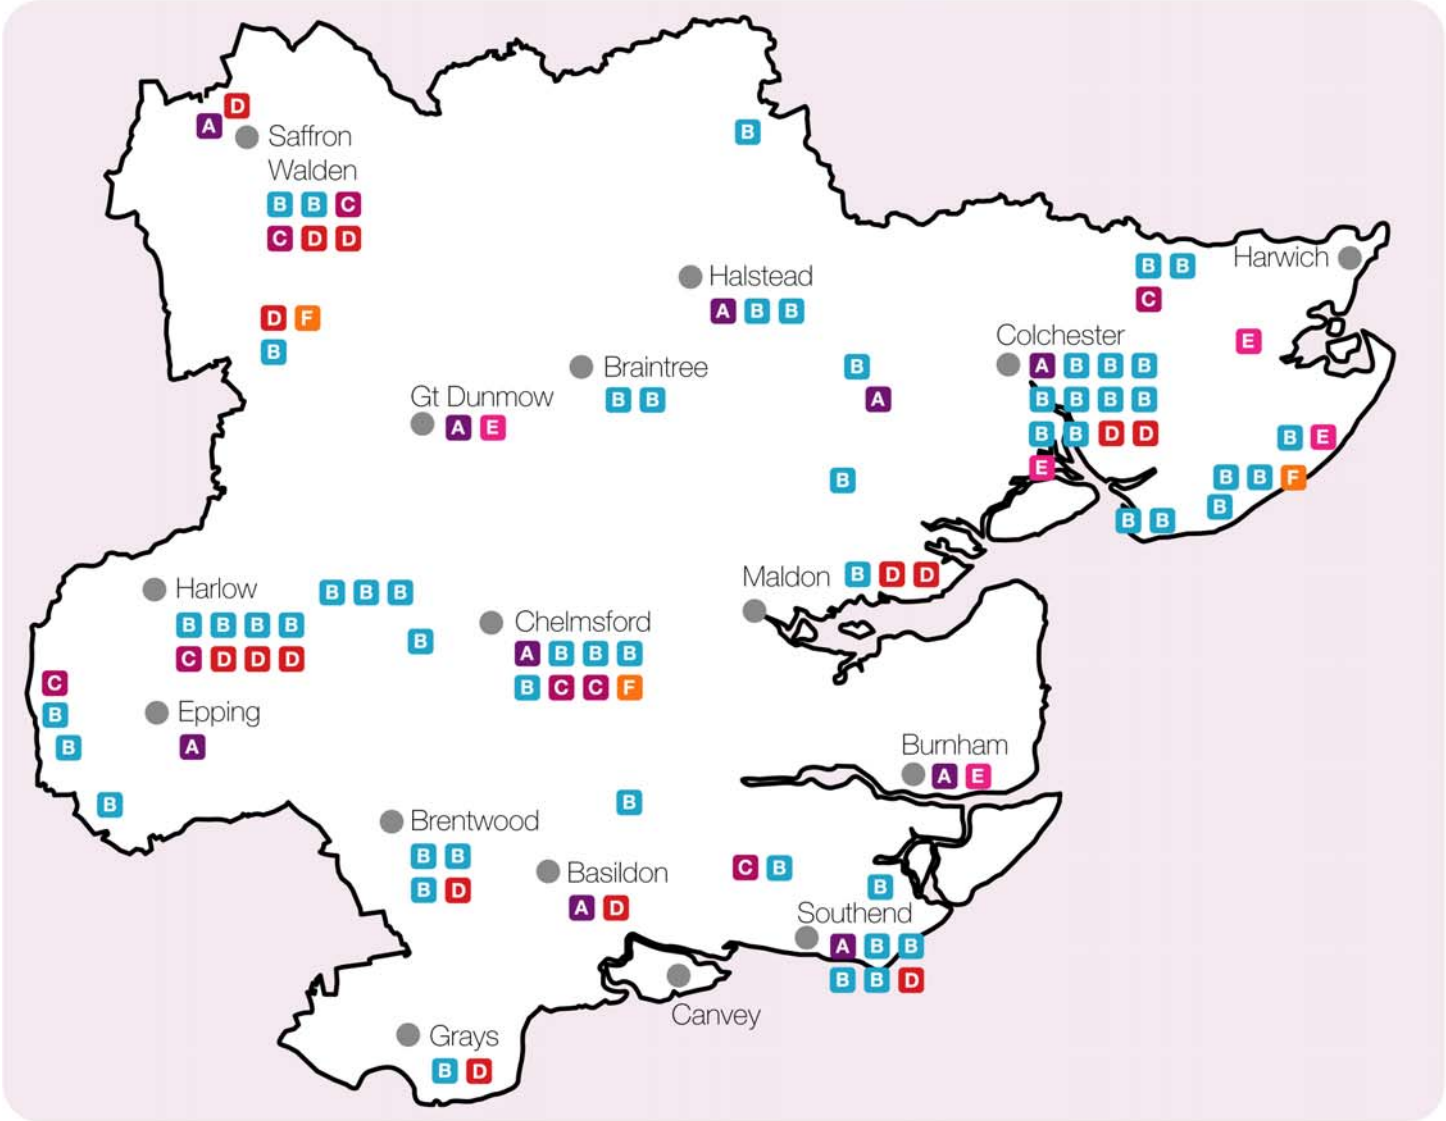 D
A
Saffron
Walden
B B C
C D D
B
D F
B
Halstead
A B B
B B
C
Harwich
E
Colchester
A B B B
B B B B
B B D D
E
Braintree
B B
Gt Dunmow
A E
B
A
B
B E
B B F
B
B B
Harlow
B B B B
C D D D
B B B
B
Chelmsford
A B B B
B C C F
Maldon B D D
C
B
B
Epping
A
B
Burnham
A E
B
Brentwood
B B
B D
Basildon
A D
C B
B
Southend
A B B
B B D
Canvey
Grays
B D